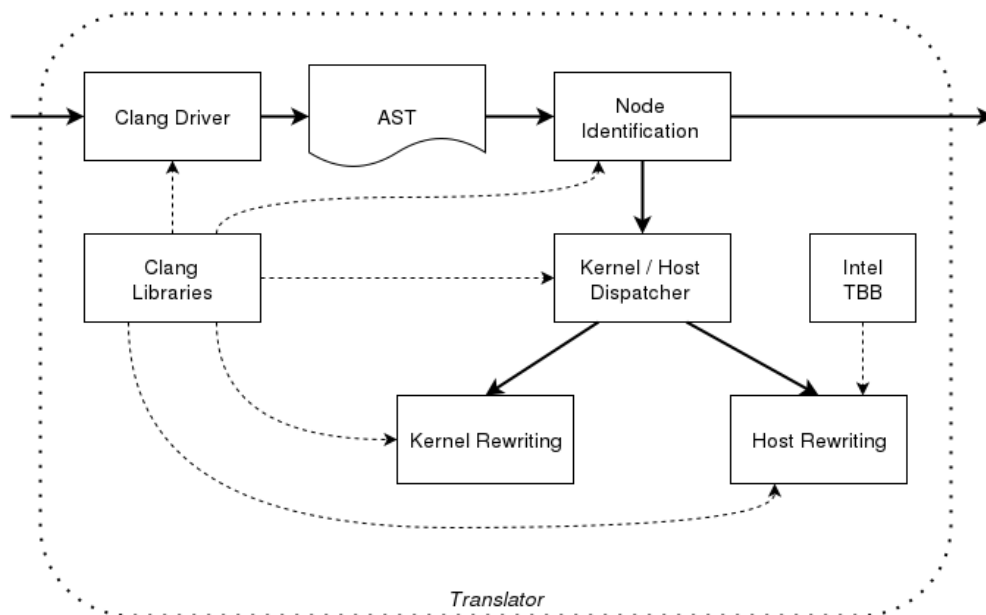 Clang Driver
AST
Node
Identification
Clang
Libraries
Kernel / Host
Dispatcher
Intel
TBB
Kernel Rewriting
Host Rewriting
Translator